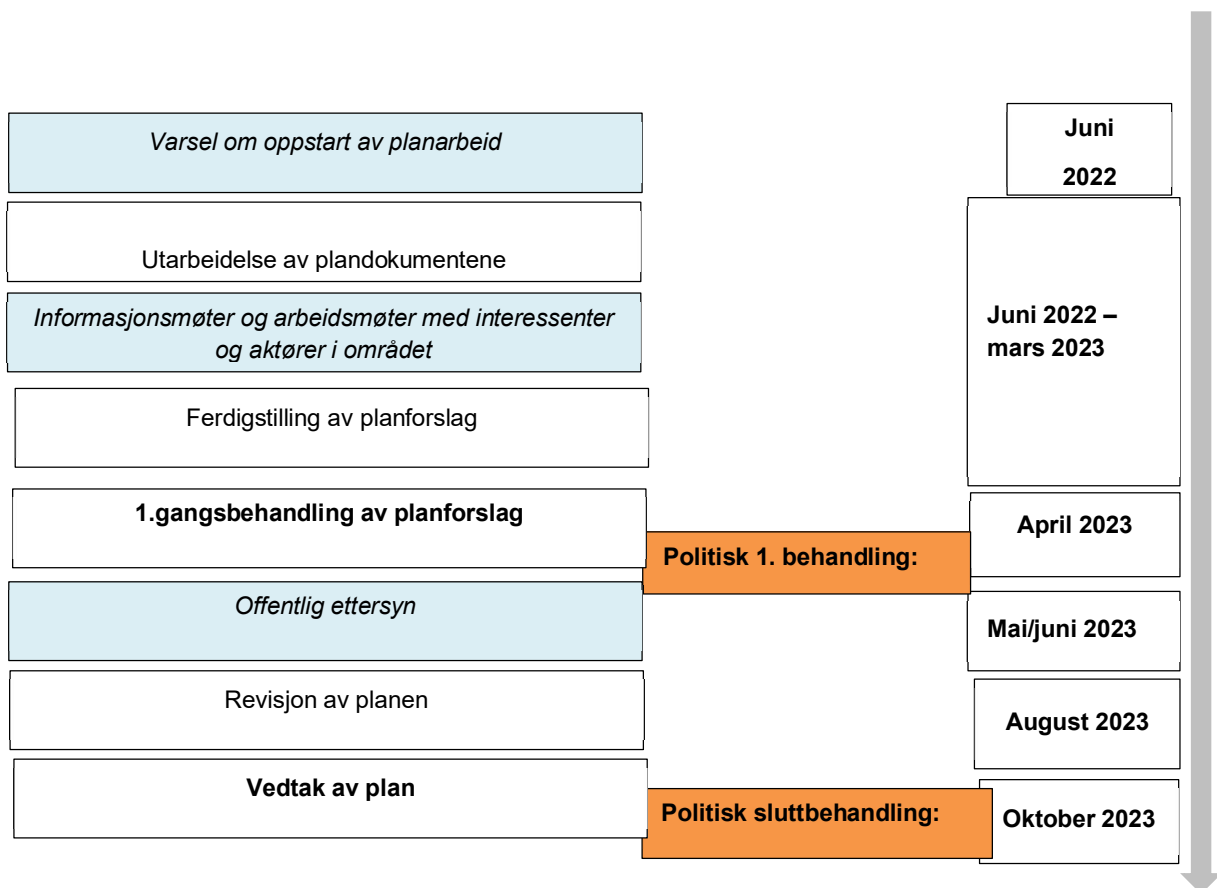 Varsel om oppstart av planarbeid
Juni
2022
Utarbeidelse av plandokumentene
Informasjonsmøter og arbeidsmøter med interessenter
og aktører i området
Juni 2022 –
mars 2023
Ferdigstilling av planforslag
1.gangsbehandling av planforslag
Politisk 1. behandling:
April 2023
Offentlig ettersyn
Mai/juni 2023
Revisjon av planen
August 2023
Vedtak av plan
Politisk sluttbehandling:
Oktober 2023